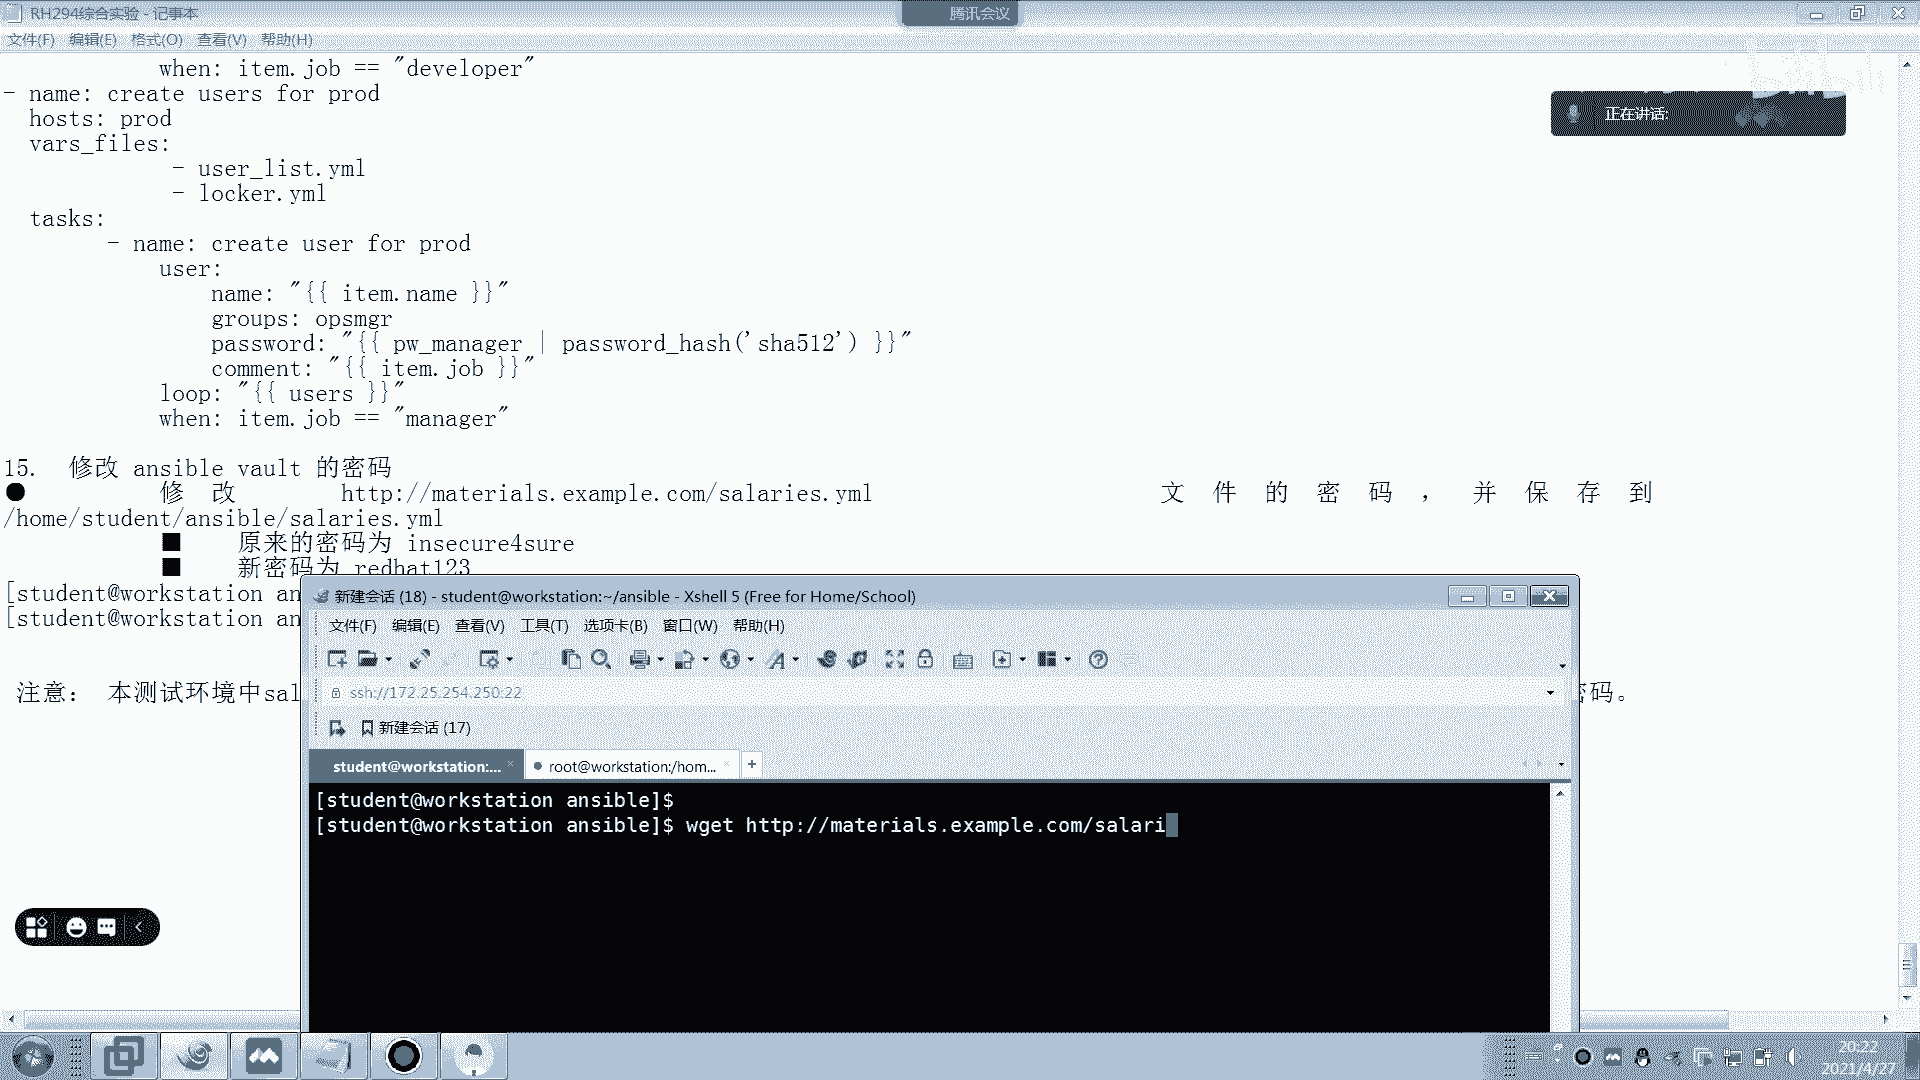 RH294综合实验 - 记事本
腾讯会议
文件(F) 编辑(E) 格式(O) 查看(V) 帮助(H)
when: item.job == "developer"
- name: create users for prod
正在讲话:
hosts: prod
vars_files:
- user_list.yml
- locker.yml
tasks:
- name: create user for prod
user:
name: "{{ item.name }}"
groups: opsmgr
password: "{{ pw_manager | password_hash('sha512') }}"
comment: "{{ item.job }}"
loop: "{{ users }}"
when: item.job == "manager"
15. 修改 ansible vault 的密码
● 修 改 http://materials.example.com/salaries.yml 文 件 的 密 码 ， 并 保 存 到
/home/student/ansible/salaries.yml
■ 原来的密码为 insecure4sure
■ 新密码为 redhat123
[student@workstation an
[student@workstation an
注意： 本测试环境中sal
密码。
新建会话 (18) - student@workstation:~/ansible - Xshell 5 (Free for Home/School)
文件(F) 编辑(E) 查看(V) 工具(T) 选项卡(B) 窗口(W) 帮助(H)
ssh://172.25.254.250:22
新建会话 (17)
student@workstation:...
root@workstation:/hom...
[student@workstation ansible]$
[student@workstation ansible]$ wget http://materials.example.com/salari
20:22
2021/4/27